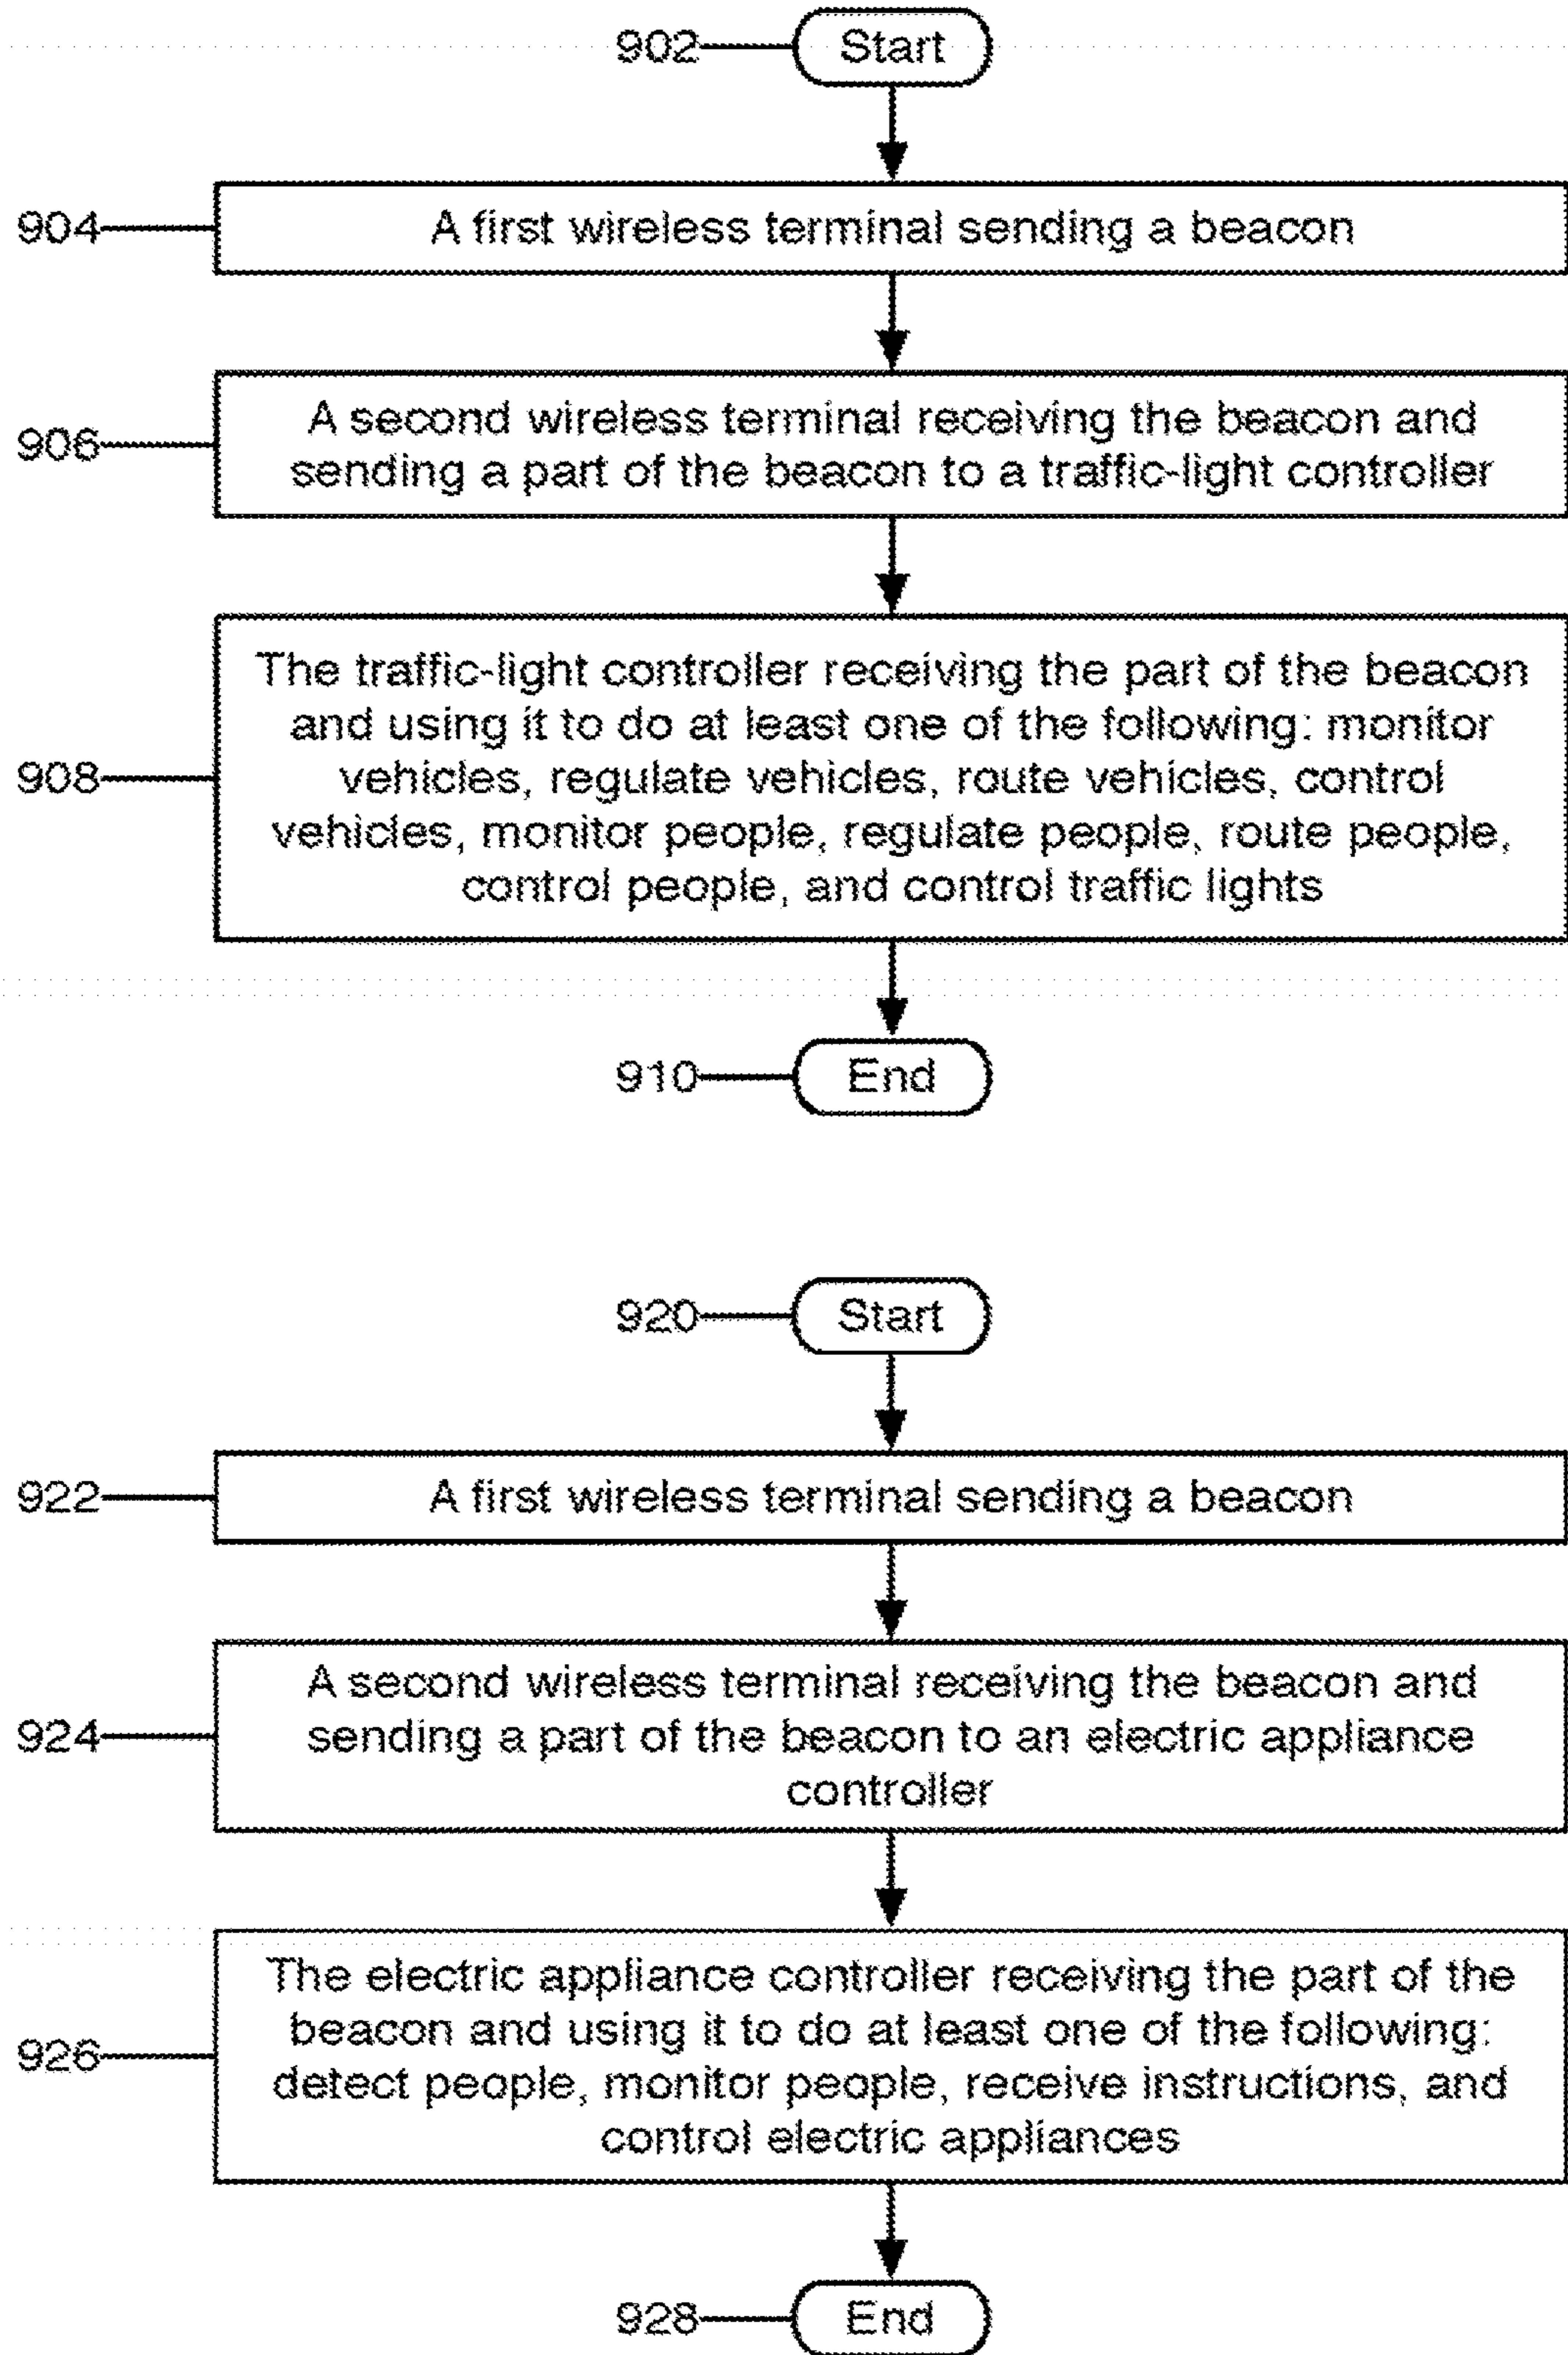 902 Start
904 A first wireless terminal sending a beacon
906 A second wireless terminal receiving the beacon and
sending a part of the beacon to a traffic-light controller
908 The traffic-light controller receiving the part of the beacon
and using it to do at least one of the following: monitor
vehicles, regulate vehicles, route vehicles, control
vehicles, monitor people, regulate people, route people,
control people, and control traffic lights
910 End
920 Start
922 A first wireless terminal sending a beacon
924 A second wireless terminal receiving the beacon and
sending a part of the beacon to an electric appliance
controller
926 The electric appliance controller receiving the part of the
beacon and using it to do at least one of the following:
detect people, monitor people, receive instructions, and
control electric appliances
928 End